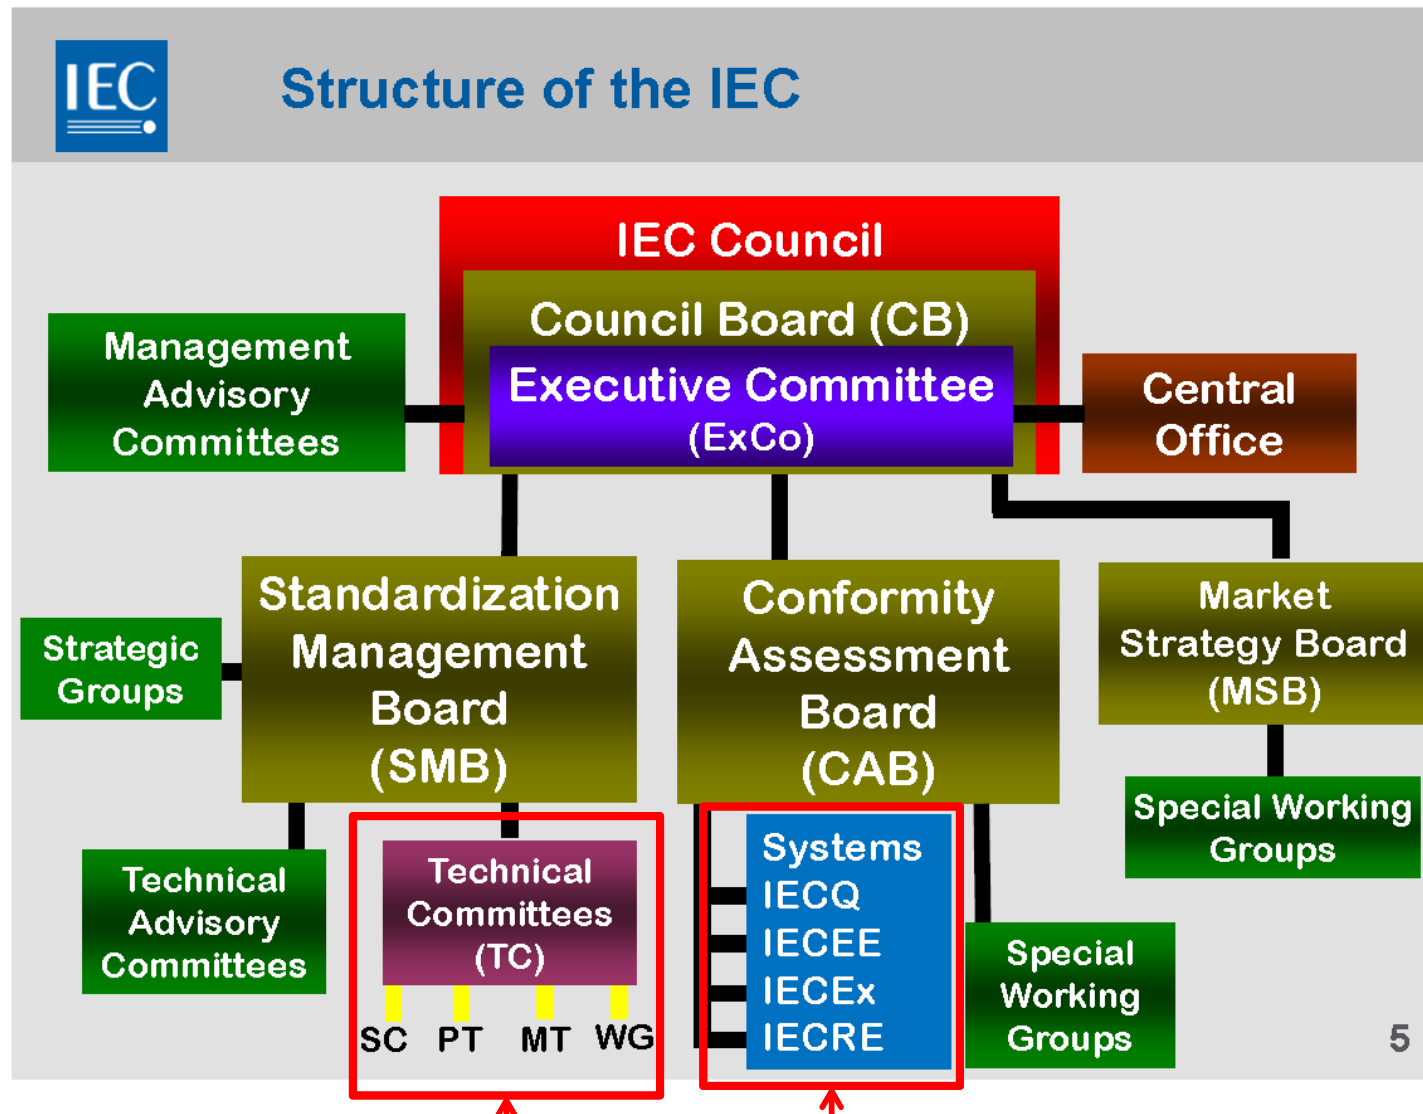 IEC
Structure of the IEC
IEC Council
Council Board (CB)
Executive Committee
(ExCo)
Management
Advisory
Committees
Central
Office
Standardization
Management
Board
(SMB)
Conformity
Assessment
Board
(CAB)
Market
Strategy Board
(MSB)
Strategic
Groups
Special Working
Groups
Technical
Advisory
Committees
Technical
Committees
(TC)
SC PT MT WG
Systems
IECQ
IECEE
IECEx
IECRE
Special
Working
Groups
5